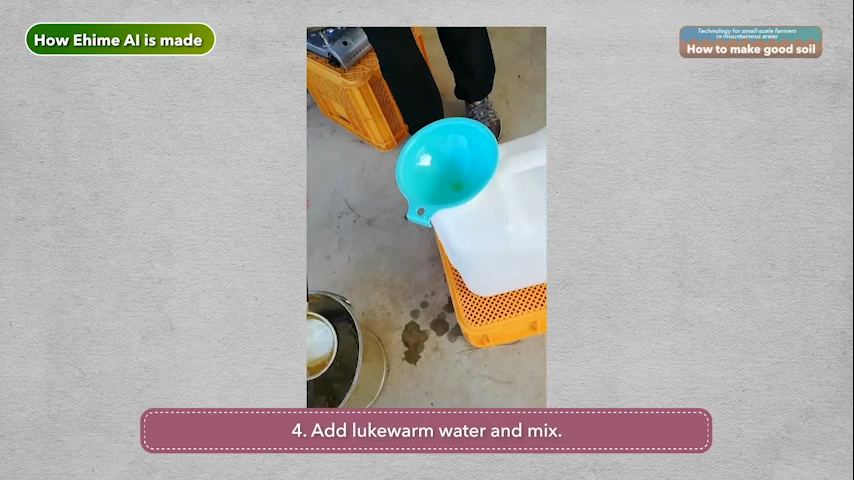 How Ehime AI is made
Technology for small-scale farmers
in mountainous areas
How to make good soil
4. Add lukewarm water and mix.